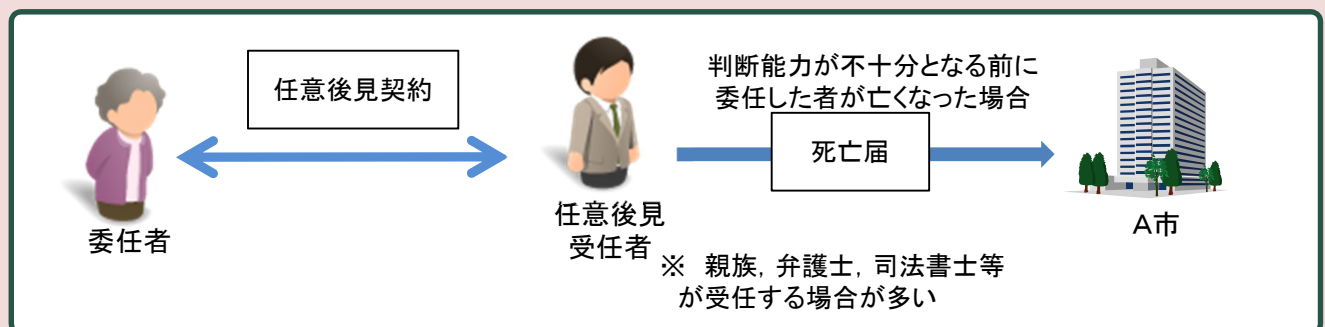 任意後見契約
判断能力が不十分となる前に
委任した者が亡くなった場合
死亡届
委任者
任意後見
受任者
A市
※ 親族，弁護士，司法書士等
が受任する場合が多い